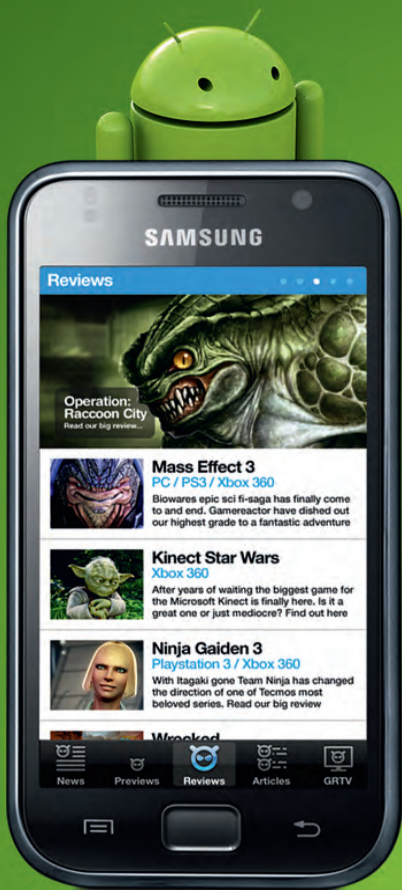 SAMSUNG
Reviews
Operation:
Raccoon City
Read our big review...
Mass Effect 3
PC / PS3 / Xbox 360
Biowares epic sci fi-saga has finally come
to and end. Gamereactor have dished out
our highest grade to a fantastic adventure
Kinect Star Wars
Xbox 360
After years of waiting the biggest game for
the Microsoft Kinect is finally here. Is it a
great one or just mediocre? Find out here
Ninja Gaiden 3
Playstation 3 / Xbox 360
With Itagaki gone Team Ninja has changed
the direction of one of Tecmos most
beloved series. Read our big review
Wrecked
News Previews Reviews Articles GRTV